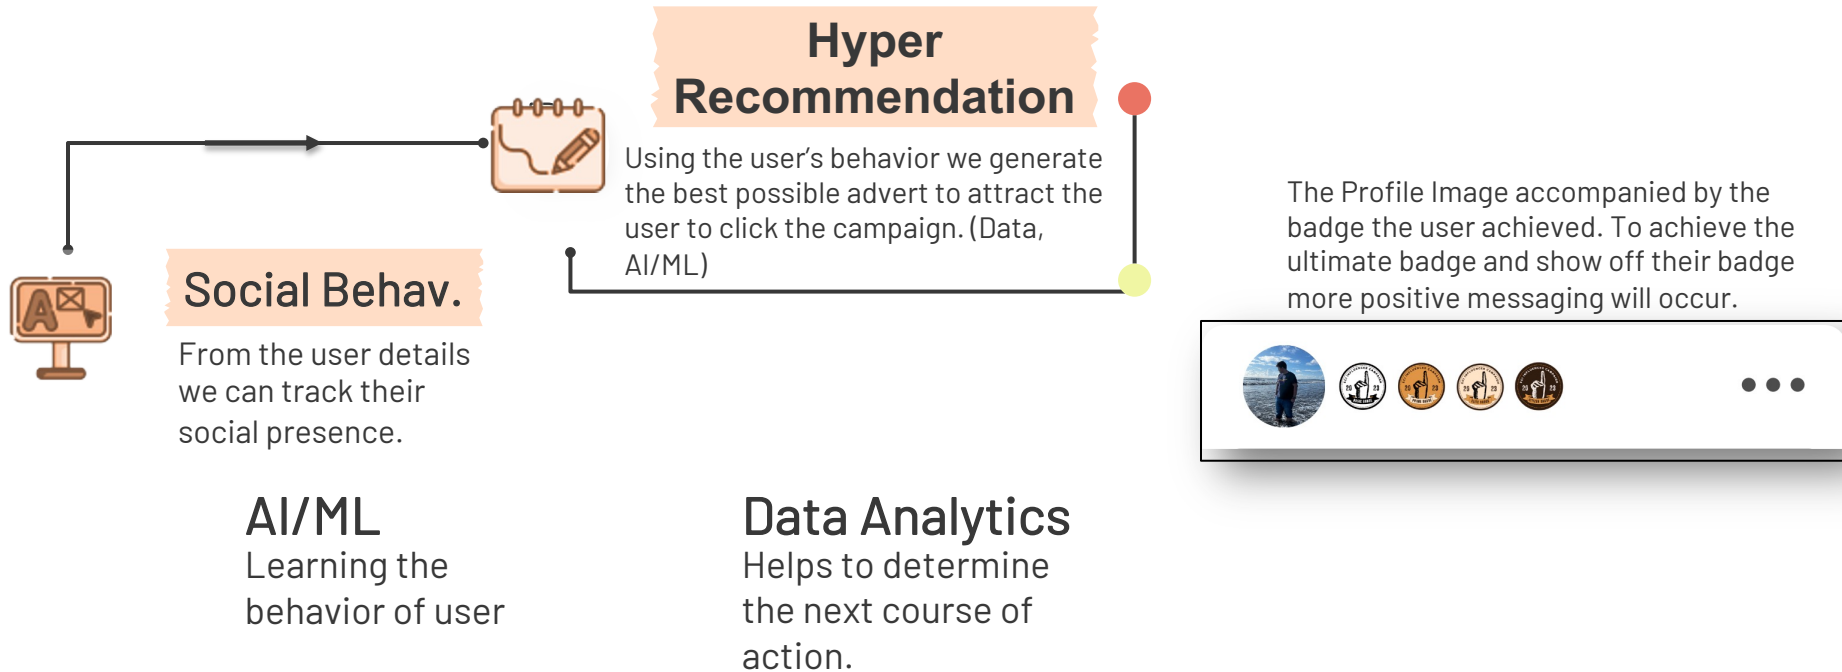 Hyper
Recommendation
Using the user's behavior we generate
the best possible advert to attract the
user to click the campaign. (Data,
AI/ML)
Social Behav.
From the user details
we can track their
social presence.
The Profile Image accompanied by the
badge the user achieved. To achieve the
ultimate badge and show off their badge
more positive messaging will occur.
AI/ML
Learning the
behavior of user
Data Analytics
Helps to determine
the next course of
action.